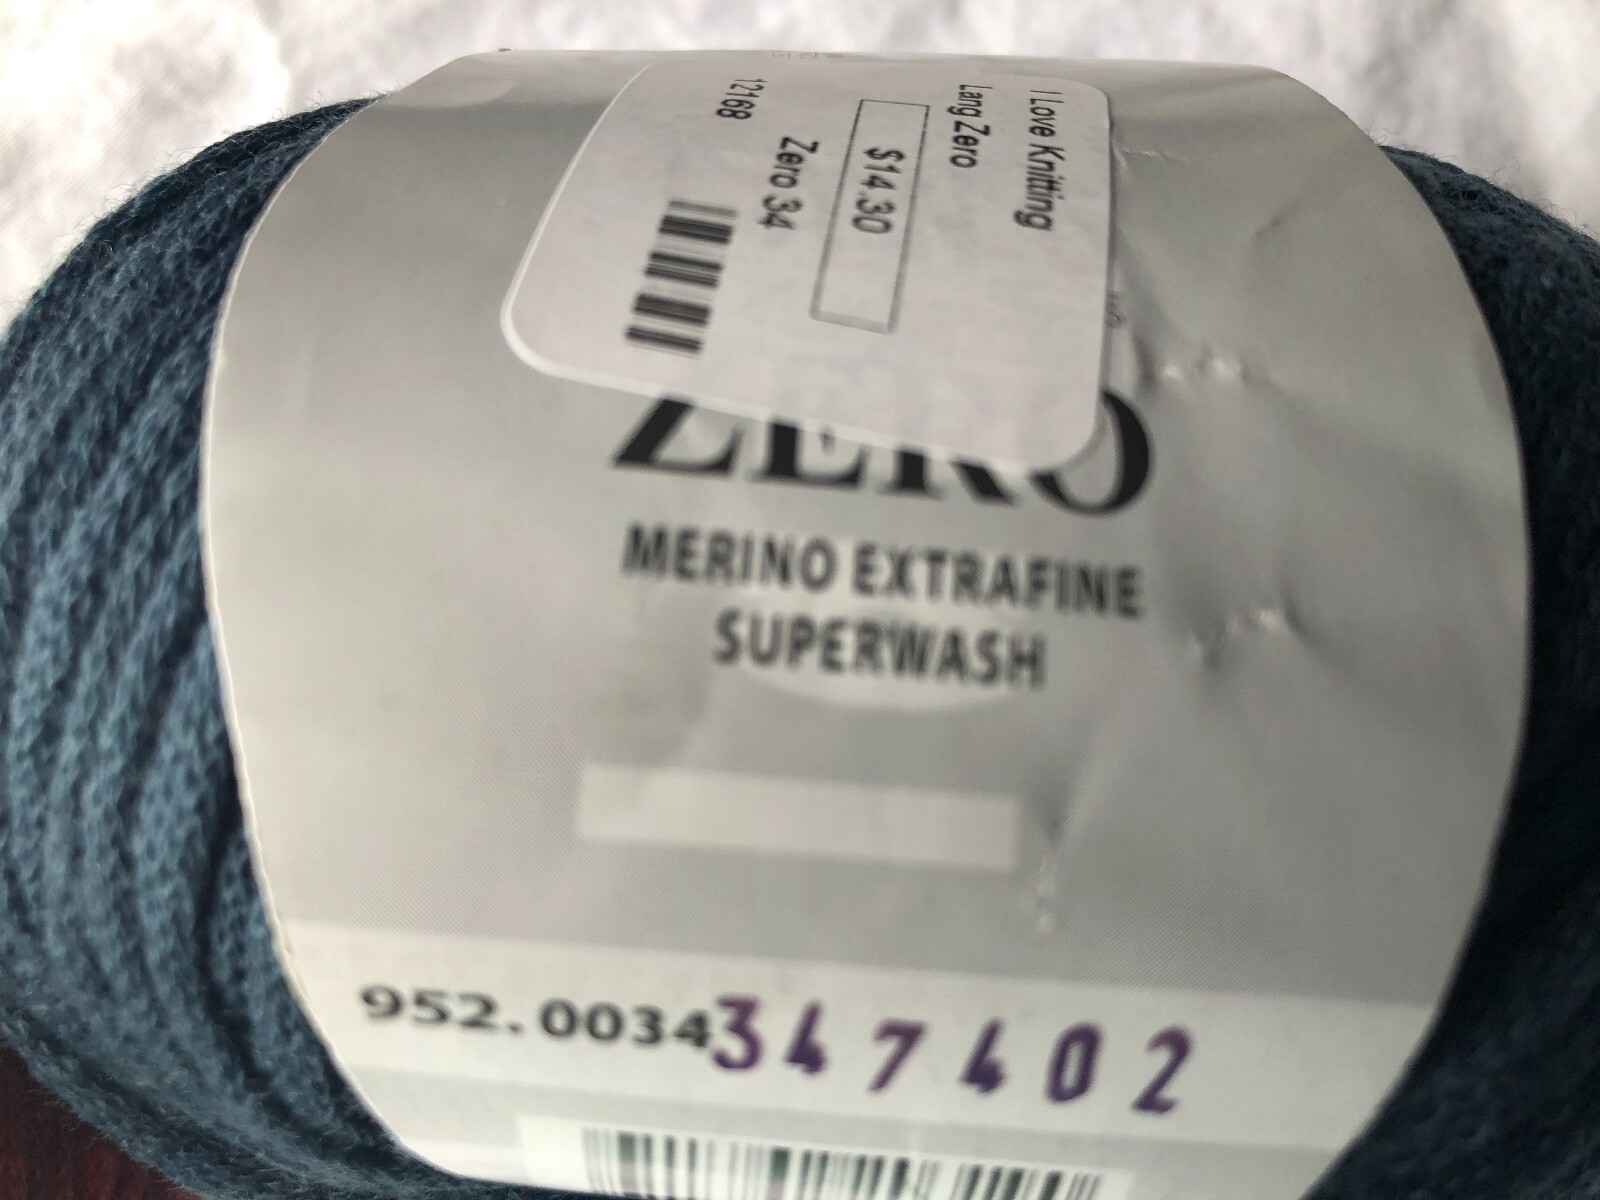 I Love Knitting
Lang Zero
$14.30
Zero 34
12168
ZERO
MERINO EXTRAFINE
SUPERWASH
952.0034 347402